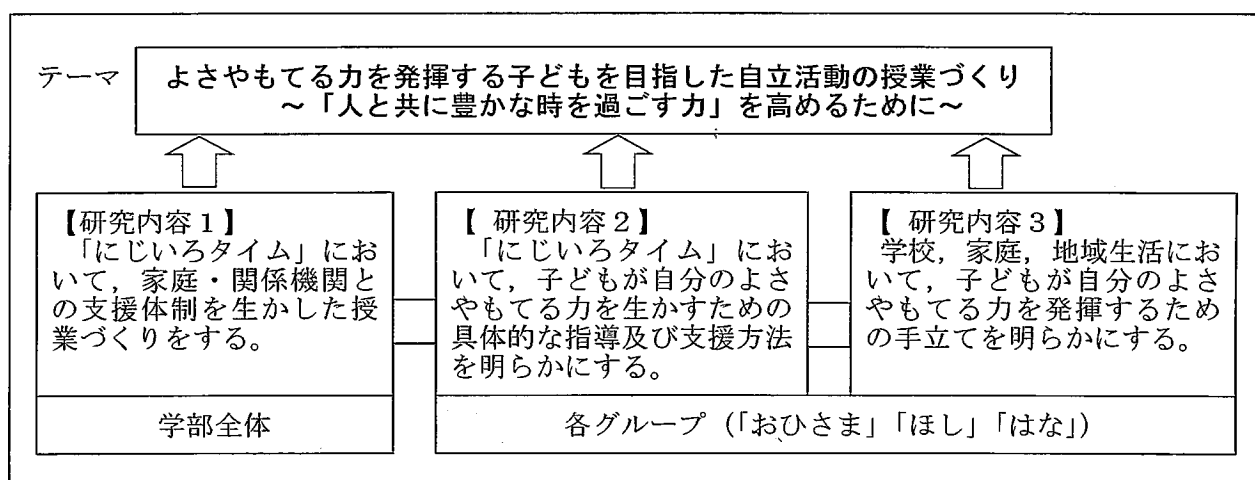 テーマ
よさやもてる力を発揮する子どもを目指した自立活動の授業づくり
～「人と共に豊かな時を過ごす力」を高めるために～
【研究内容1】
「にじいろタイム」にお
いて，家庭・関係機関と
の支援体制を生かした授
業づくりをする。
学部全体
【 研究内容2】
「にじいろタイム」にお
いて，子どもが自分のよさ
やもてる力を生かすための
具体的な指導及び支援方法
を明らかにする。
【 研究内容3】
学校，家庭，地域生活にお
いて，子どもが自分のよさ
やもてる力を発揮するため
の手立てを明らかにする。
各グループ（「おひさま」「ほし」「はな」）